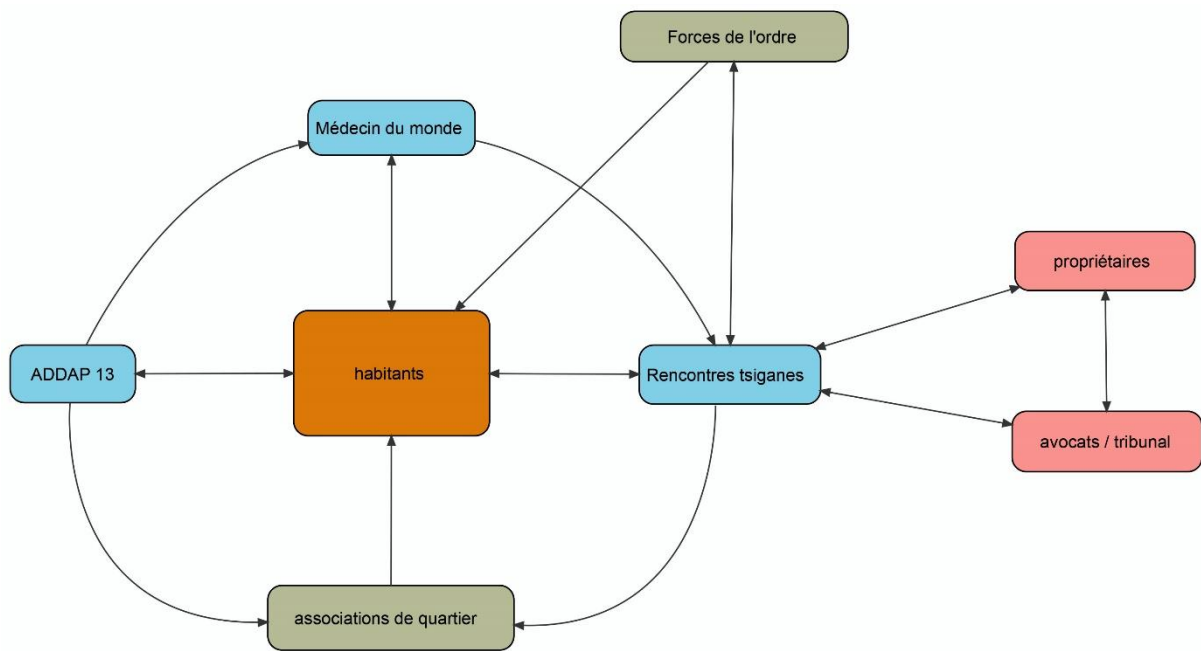 Forces de l'ordre
Médecin du monde
propriétaires
ADDAP 13
habitants
Rencontres tsiganes
avocats / tribunal
associations de quartier